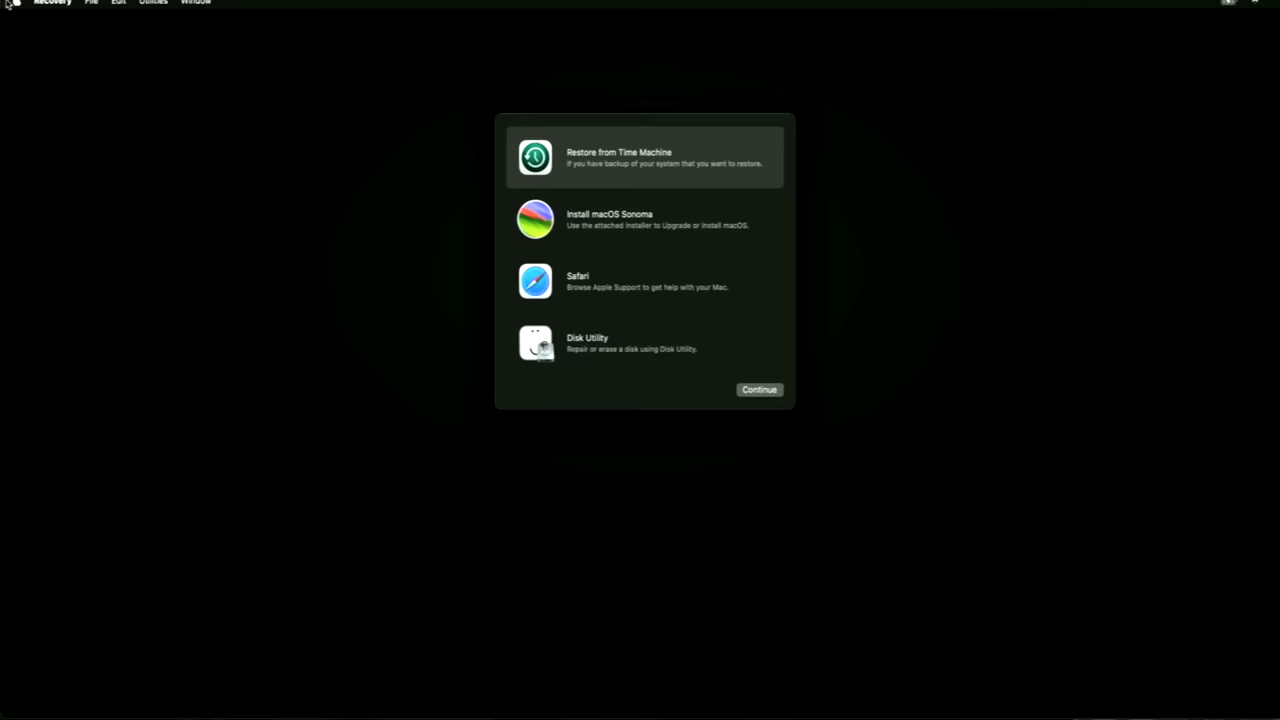 Recovery File Edit Utilities Window
Restore from Time Machine
If you have backup of your system that you want to restore.
Install macOS Sonoma
Use the attached installer to Upgrade or Install macOS.
Safari
Browse Apple Support to get help with your Mac.
Disk Utility
Repair or erase a disk using Disk Utility.
Continue